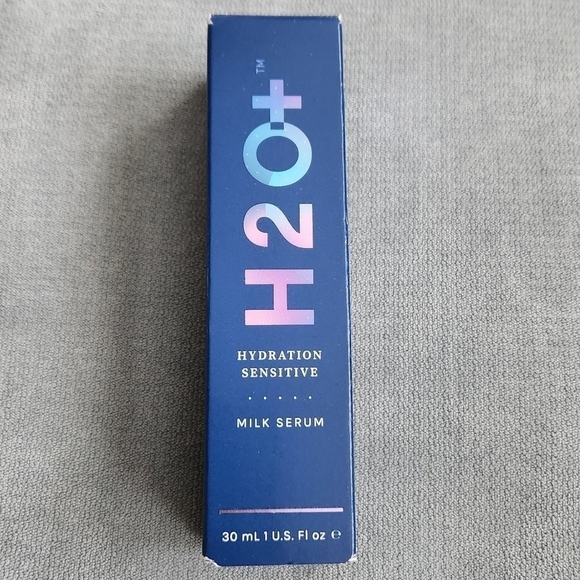 H2O+™
HYDRATION
SENSITIVE
MILK SERUM
30 mL 1 U.S. Fl oz ℮